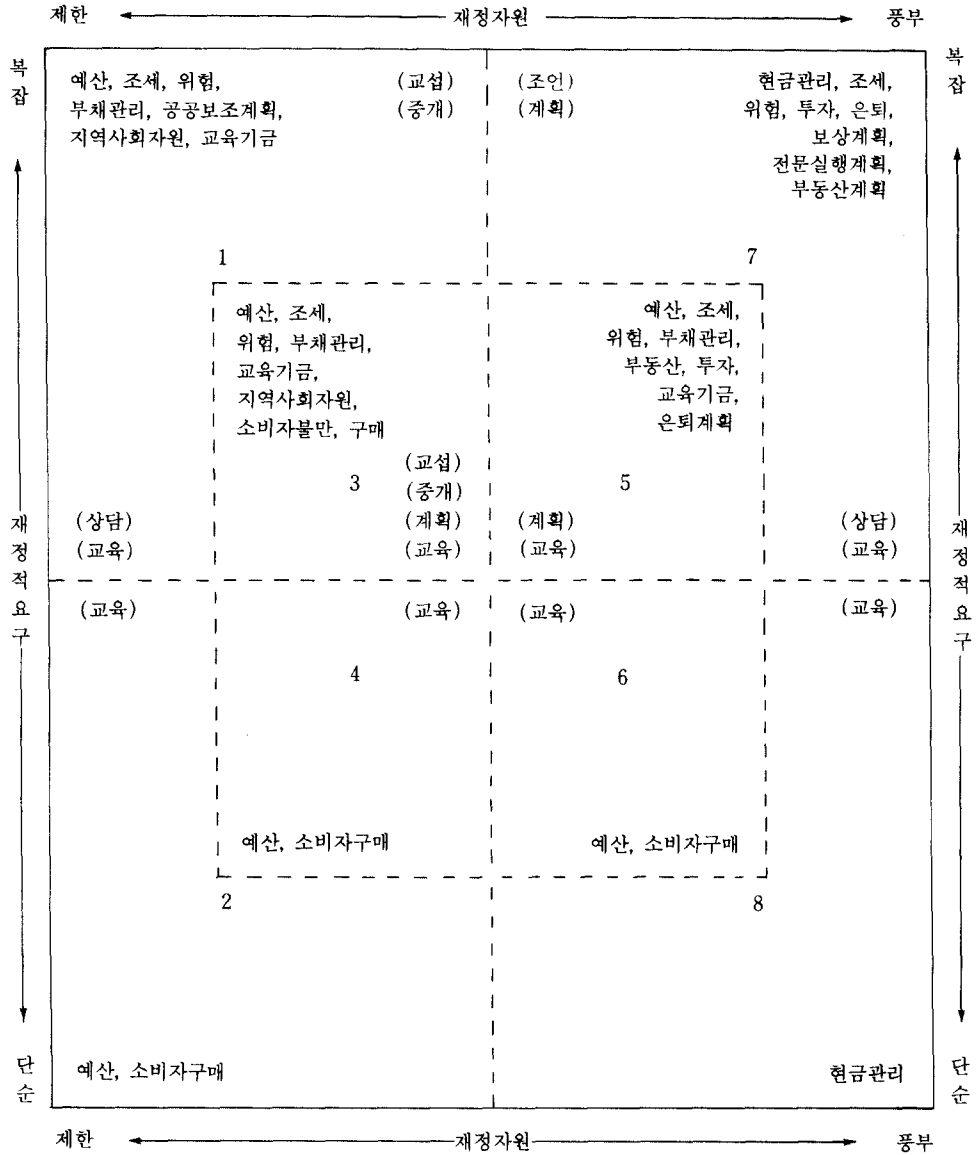 제한 재정자원 풍부
복잡
복잡
예산, 조세, 위험,
부채관리, 공공보조계획,
지역사회자원, 교육기금
(교섭)
(중개)
(조언)
(계획)
현금관리, 조세,
위험, 투자, 은퇴,
보상계획,
전문실행계획,
부동산계획
1
7
예산, 조세,
위험, 부채관리,
교육기금,
지역사회자원,
소비자불만, 구매
예산, 조세,
위험, 부채관리,
부동산, 투자,
교육기금,
은퇴계획
3
(교섭)
(중개)
(계획)
(교육)
5
(계획)
(교육)
(상담)
(교육)
(상담)
(교육)
재정적요구
재정적요구
(교육)
(교육)
(교육)
(교육)
4
6
예산, 소비자구매
예산, 소비자구매
2
8
예산, 소비자구매
현금관리
단순
단순
제한 재정자원 풍부